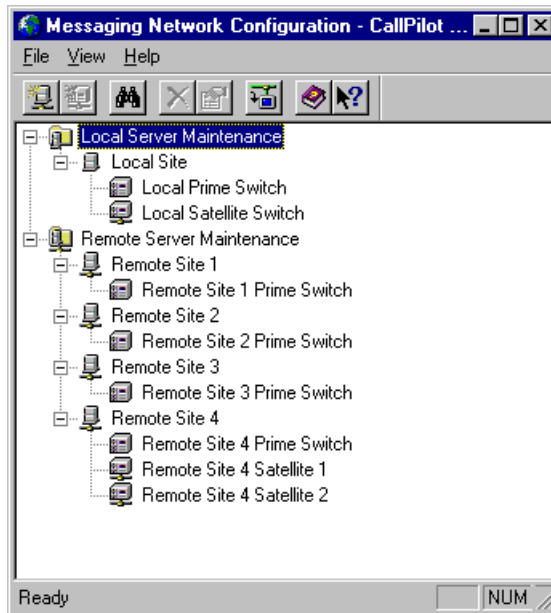 Messaging Network Configuration - CallPilot ...
File View Help
Local Server Maintenance
Local Site
Local Prime Switch
Local Satellite Switch
Remote Server Maintenance
Remote Site 1
Remote Site 1 Prime Switch
Remote Site 2
Remote Site 2 Prime Switch
Remote Site 3
Remote Site 3 Prime Switch
Remote Site 4
Remote Site 4 Prime Switch
Remote Site 4 Satellite 1
Remote Site 4 Satellite 2
Ready NUM